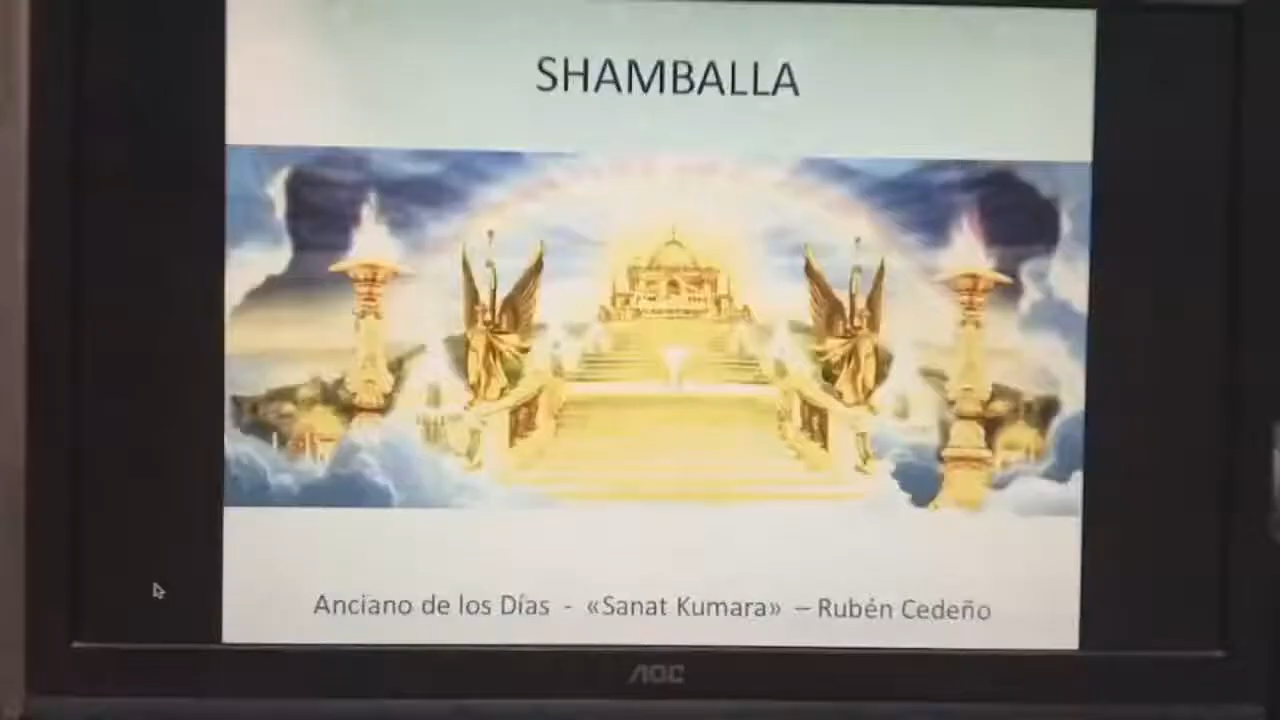 SHAMBALLA
Anciano de los Días - «Sanat Kumara» – Rubén Cedeño
AOC